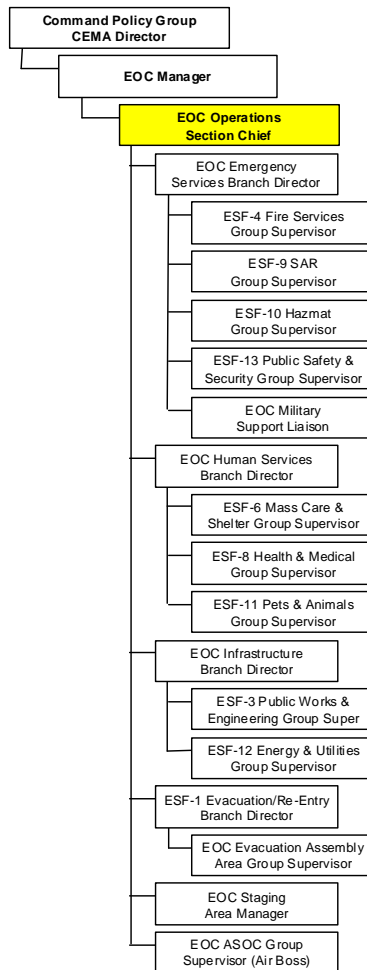 Command Policy Group
CEMA Director
EOC Manager
EOC Operations
Section Chief
EOC Emergency
Services Branch Director
ESF-4 Fire Services
Group Supervisor
ESF-9 SAR
Group Supervisor
ESF-10 Hazmat
Group Supervisor
ESF-13 Public Safety &
Security Group Supervisor
EOC Military
Support Liaison
EOC Human Services
Branch Director
ESF-6 Mass Care &
Shelter Group Supervisor
ESF-8 Health & Medical
Group Supervisor
ESF-11 Pets & Animals
Group Supervisor
EOC Infrastructure
Branch Director
ESF-3 Public Works &
Engineering Group Super
ESF-12 Energy & Utilities
Group Supervisor
ESF-1 Evacuation/Re-Entry
Branch Director
EOC Evacuation Assembly
Area Group Supervisor
EOC Staging
Area Manager
EOC ASOC Group
Supervisor (Air Boss)